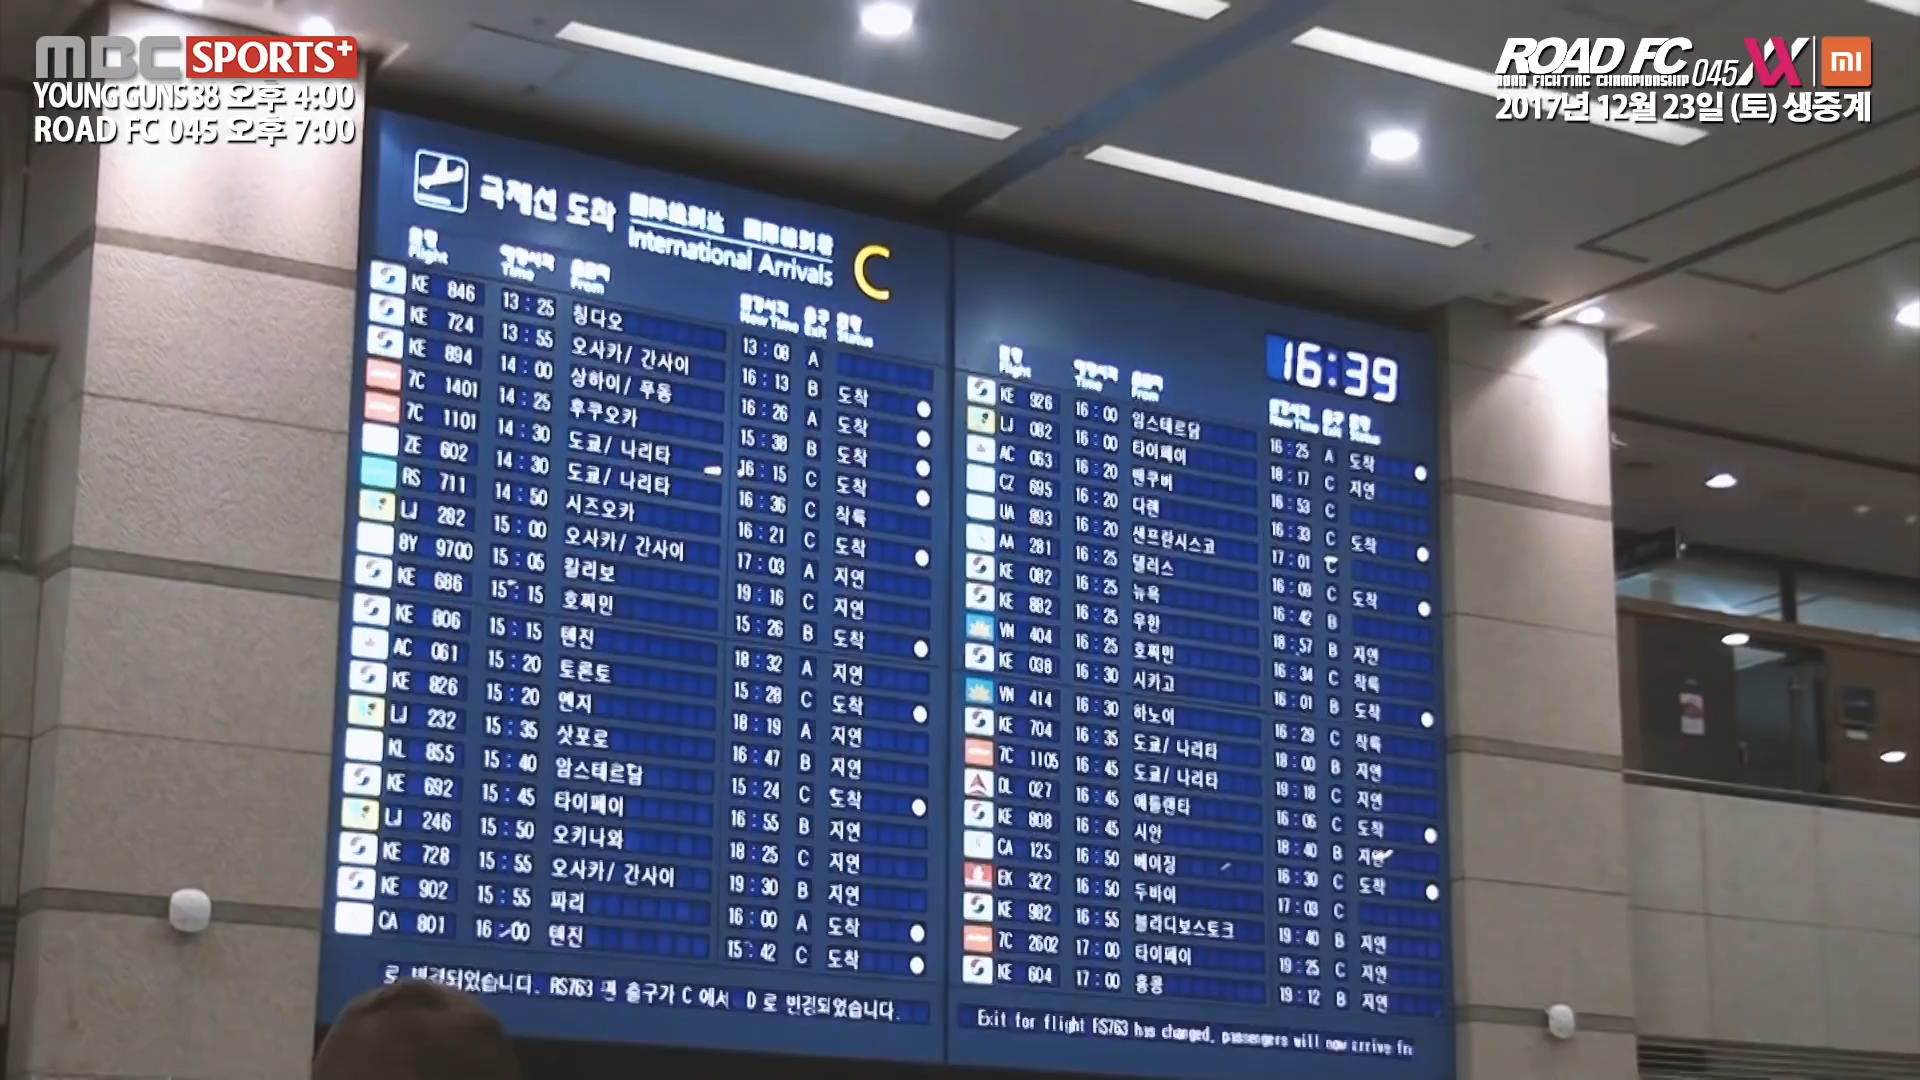 MBC SPORTS+
YOUNG GUNS 38 오후 4:00
ROAD FC 045 오후 7:00
ROAD FC 045 XX mi
ROAD FIGHTING CHAMPIONSHIP
2017년 12월 23일 (토) 생중계
국제선 도착 International Arrivals C
Flight Time From New Time Exit Status
KE 846 13:25 칭다오 13:08 A
KE 724 13:55 오사카/ 간사이 16:13 B 도착
KE 894 14:00 상하이/ 푸동 16:26 A 도착
7C 1401 14:25 후쿠오카 15:38 B 도착
7C 1101 14:30 도쿄/ 나리타 16:15 C 도착
ZE 602 14:30 도쿄/ 나리타 16:36 C 착륙
RS 711 14:50 시즈오카 16:21 C 도착
LJ 282 15:00 오사카/ 간사이 17:03 A 지연
8Y 9700 15:05 칼리보 19:16 C 지연
KE 686 15:15 호찌민 15:26 B 도착
KE 806 15:15 텐진 18:32 A 지연
AC 061 15:20 토론토 15:28 C 도착
KE 826 15:20 옌지 18:19 A 지연
LJ 232 15:35 삿포로 16:47 B 지연
KL 855 15:40 암스테르담 15:24 C 도착
KE 692 15:45 타이페이 16:55 B 지연
LJ 246 15:50 오키나와 18:25 C 지연
KE 728 15:55 오사카/ 간사이 19:30 B 지연
KE 902 15:55 파리 16:00 A 도착
CA 801 16:00 텐진 15:42 C 도착
로 변경되었습니다. RS763 편 출구가 C 에서 D 로 변경되었습니다.
16:39
Flight Time From New Time Exit Status
KE 926 16:00 암스테르담 16:25 A 도착
LJ 082 16:00 타이페이 18:17 C 지연
AC 063 16:20 벤쿠버 16:53 C
CZ 695 16:20 다롄 16:33 C 도착
UA 893 16:20 샌프란시스코 17:01 C
AA 281 16:25 댈러스 16:09 C 도착
KE 082 16:25 뉴욕 16:42 B
KE 882 16:25 우한 18:57 B 지연
VN 404 16:25 호찌민 16:34 C 착륙
KE 038 16:30 시카고 16:01 B 도착
VN 414 16:30 하노이 16:29 C 착륙
KE 704 16:35 도쿄/ 나리타 18:00 B 지연
7C 1105 16:45 도쿄/ 나리타 19:18 C 지연
DL 027 16:45 애틀랜타 16:06 C 도착
KE 808 16:45 시안 18:40 B 지연
CA 125 16:50 베이징 16:30 C 도착
EK 322 16:50 두바이 17:03 C
KE 982 16:55 블라디보스토크 19:40 B 지연
7C 2602 17:00 타이페이 19:25 C 지연
KE 604 17:00 홍콩 19:12 B 지연
Exit for flight RS763 has changed, passengers will now arrive fr